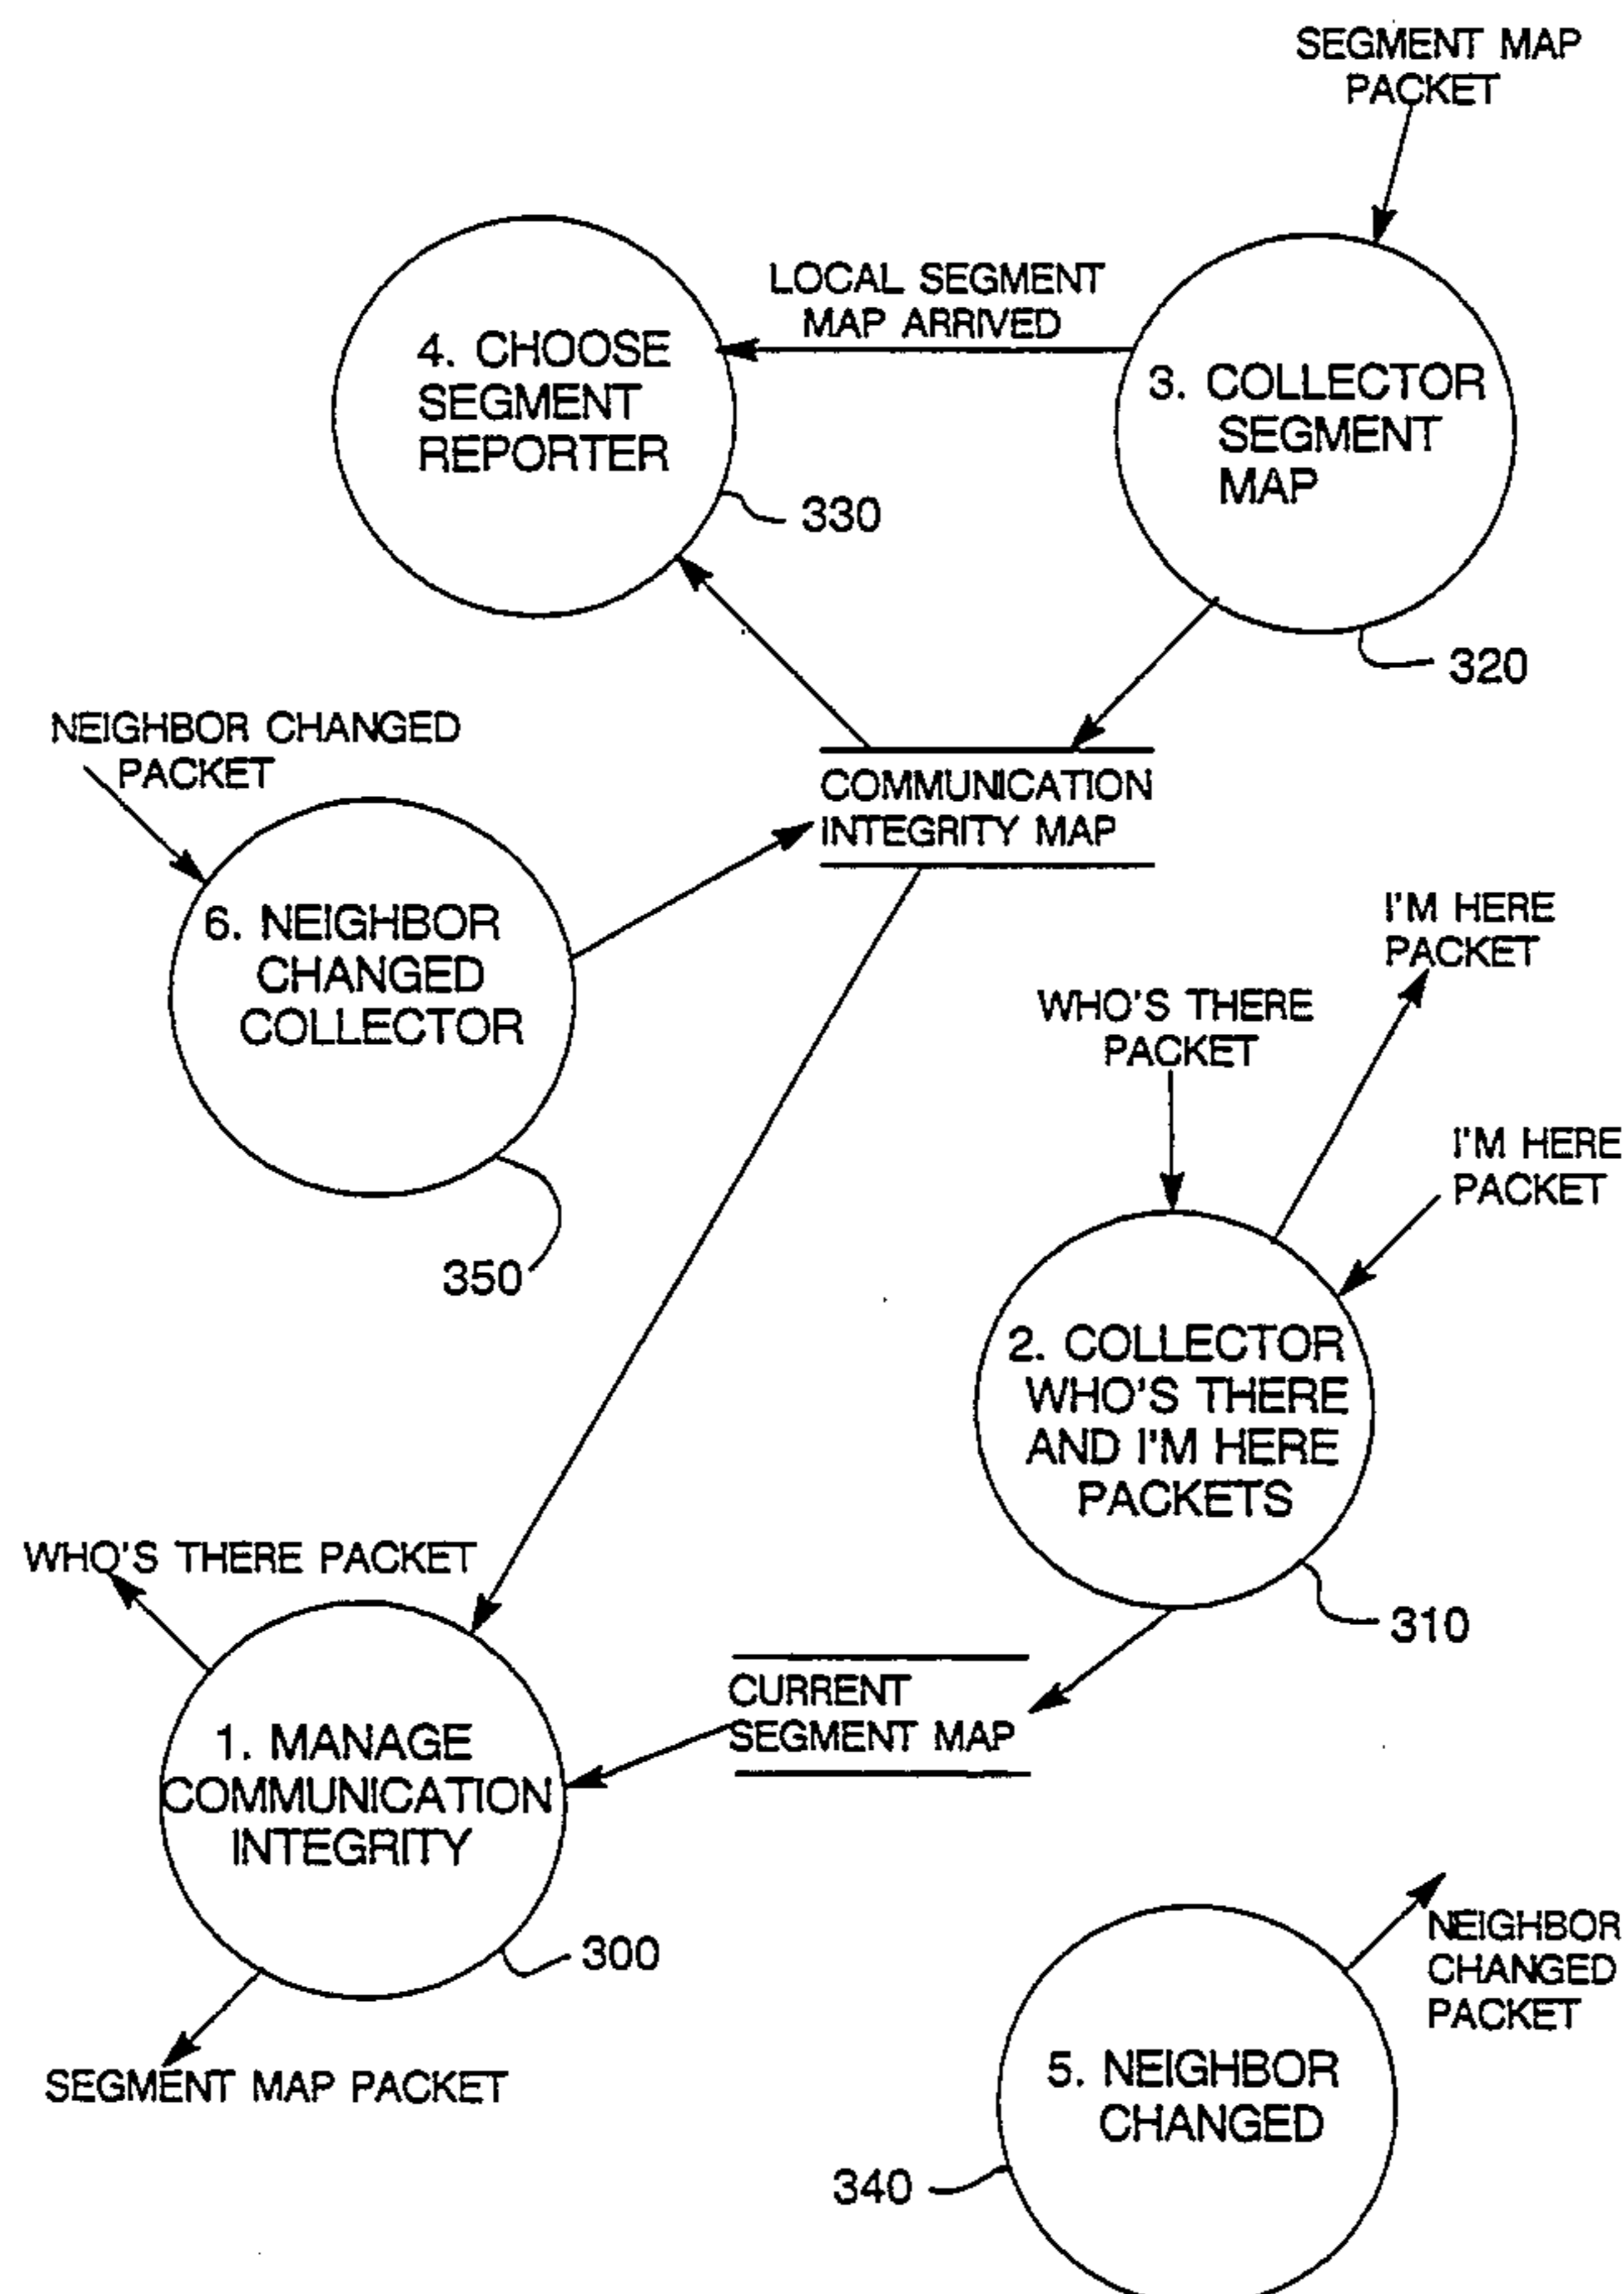 SEGMENT MAP
PACKET
LOCAL SEGMENT
MAP ARRIVED
4. CHOOSE
SEGMENT
REPORTER
3. COLLECTOR
SEGMENT
MAP
330
320
NEIGHBOR CHANGED
PACKET
COMMUNICATION
INTEGRITY MAP
6. NEIGHBOR
CHANGED
COLLECTOR
I'M HERE
PACKET
WHO'S THERE
PACKET
I'M HERE
PACKET
350
2. COLLECTOR
WHO'S THERE
AND I'M HERE
PACKETS
WHO'S THERE PACKET
310
CURRENT
SEGMENT MAP
1. MANAGE
COMMUNICATION
INTEGRITY
300
NEIGHBOR
CHANGED
PACKET
SEGMENT MAP PACKET
5. NEIGHBOR
CHANGED
340